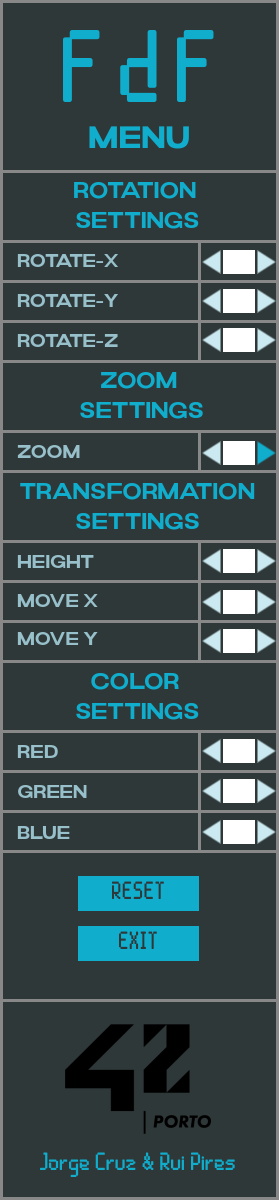 FdF
MENU
ROTATION
SETTINGS
ROTATE-X
ROTATE-Y
ROTATE-Z
ZOOM
SETTINGS
ZOOM
TRANSFORMATION
SETTINGS
HEIGHT
MOVE X
MOVE Y
COLOR
SETTINGS
RED
GREEN
BLUE
RESET
EXIT
42
PORTO
Jorge Cruz & Rui Pires